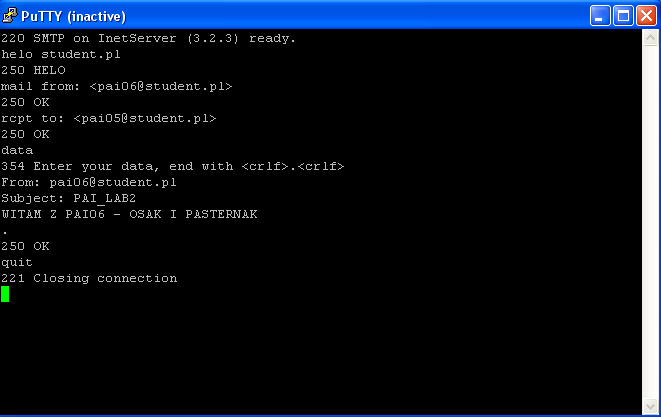 PuTTY (inactive)
220 SMTP on InetServer (3.2.3) ready.
helo student.pl
250 HELO
mail from: <pai06@student.pl>
250 OK
rcpt to: <pai05@student.pl>
250 OK
data
354 Enter your data, end with <crlf>.<crlf>
From: pai06@student.pl
Subject: PAI_LAB2
WITAM Z PAI06 - OSAK I PASTERNAK
.
250 OK
quit
221 Closing connection